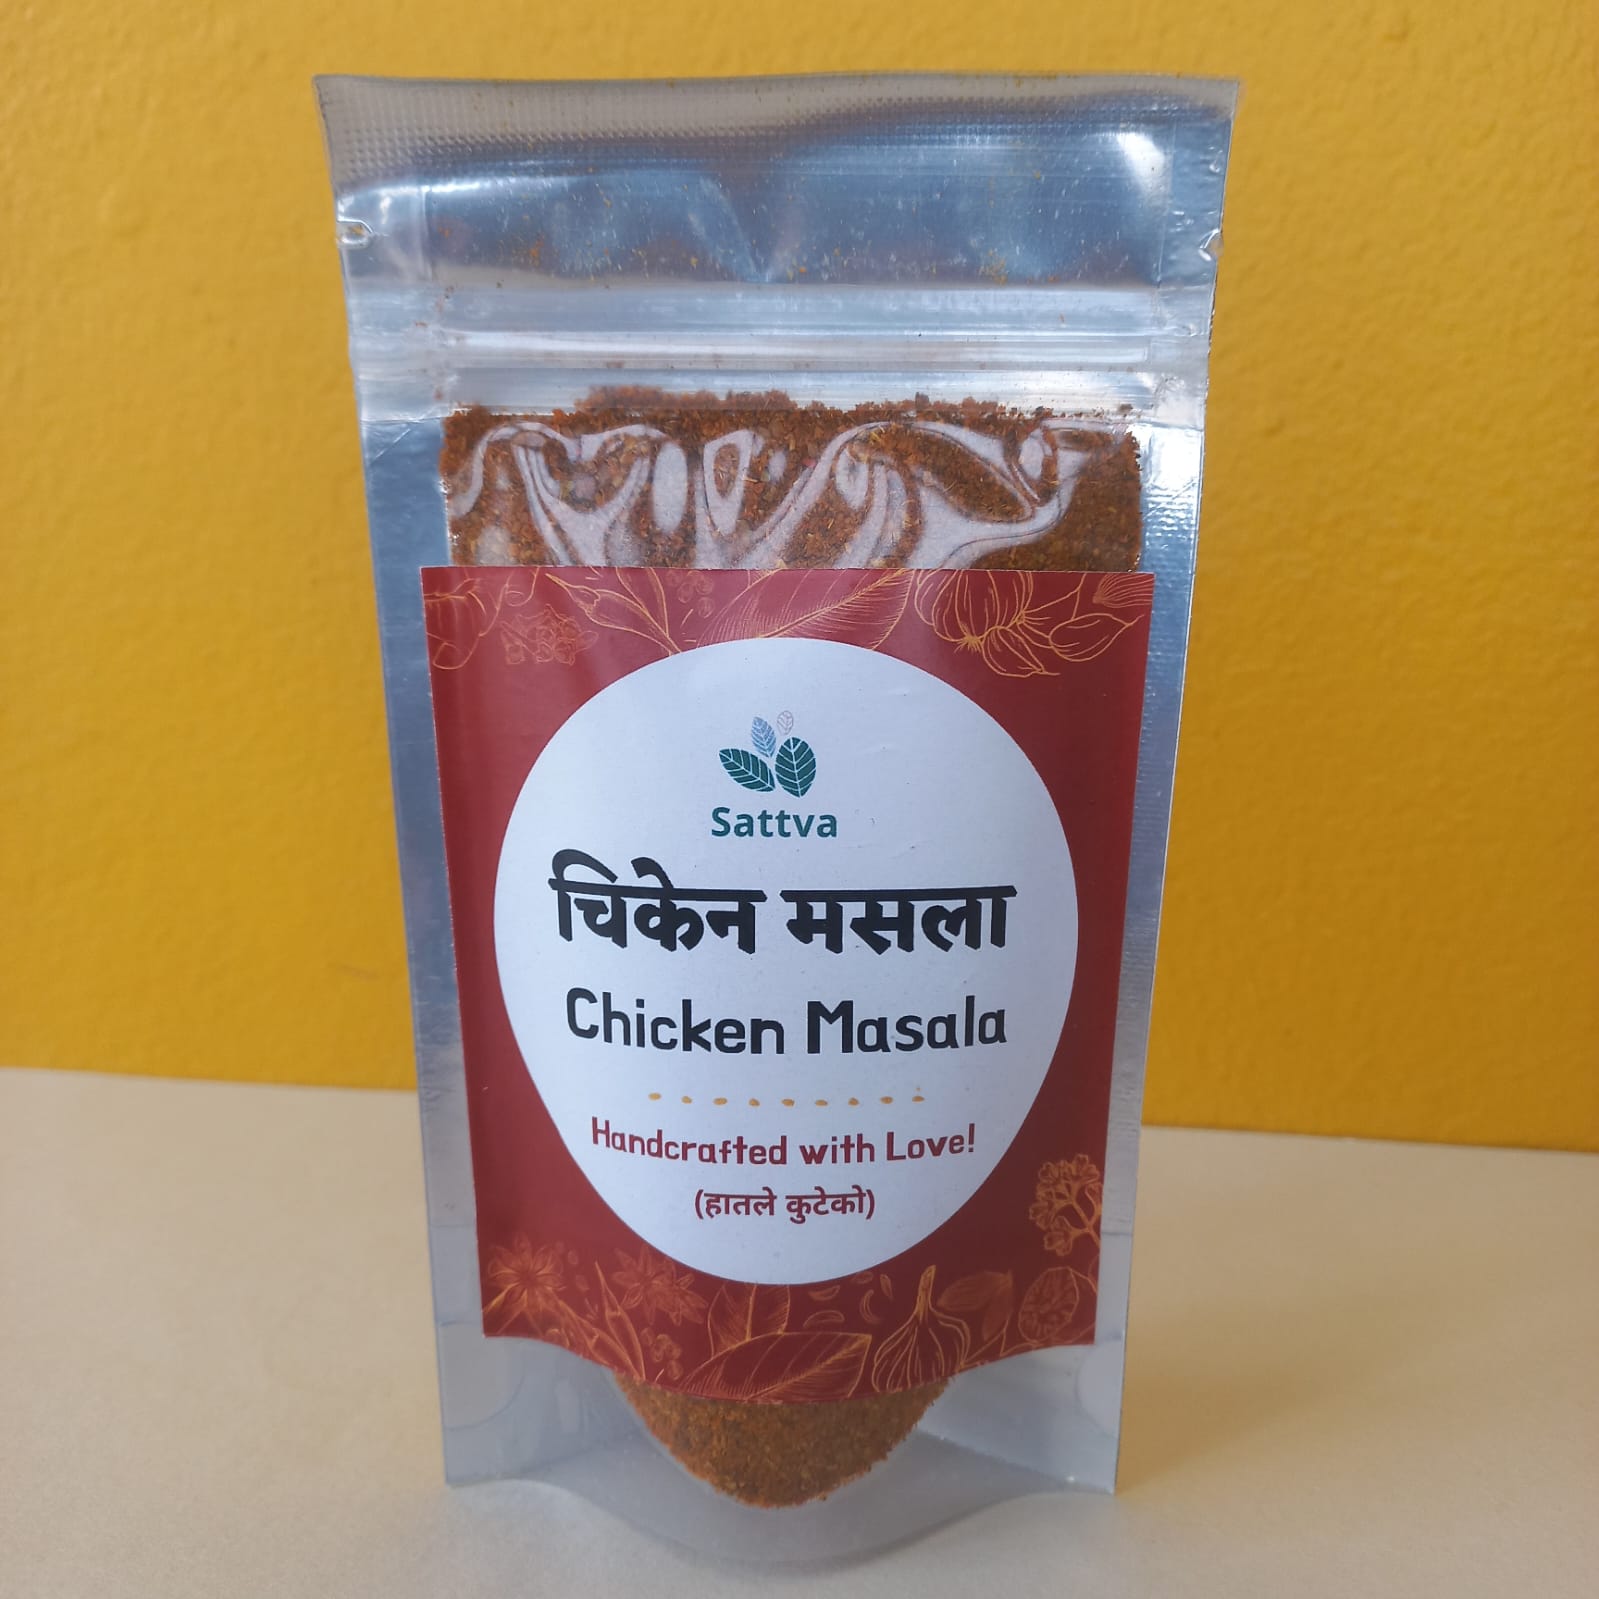 Sattva
चिकेन मसला
Chicken Masala
Handcrafted with Love!
(हातले कुटेको)